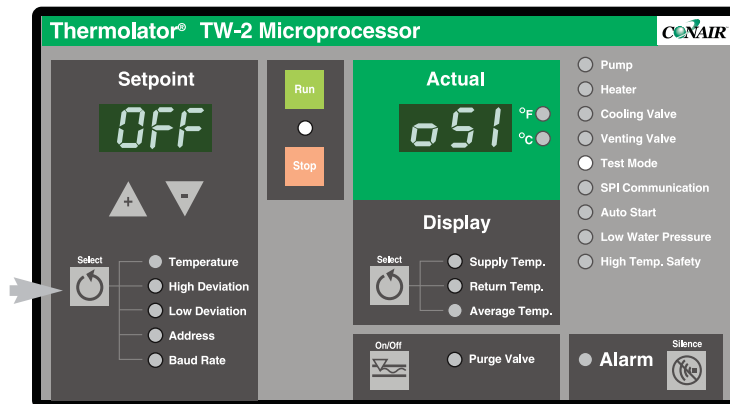 Thermolator® TW-2 Microprocessor
CONAIR
Setpoint
OFF
Select
Temperature
High Deviation
Low Deviation
Address
Baud Rate
Run
Stop
Actual
oS1
°F
°C
Display
Select
Supply Temp.
Return Temp.
Average Temp.
On/Off
Purge Valve
Pump
Heater
Cooling Valve
Venting Valve
Test Mode
SPI Communication
Auto Start
Low Water Pressure
High Temp. Safety
Alarm
Silence